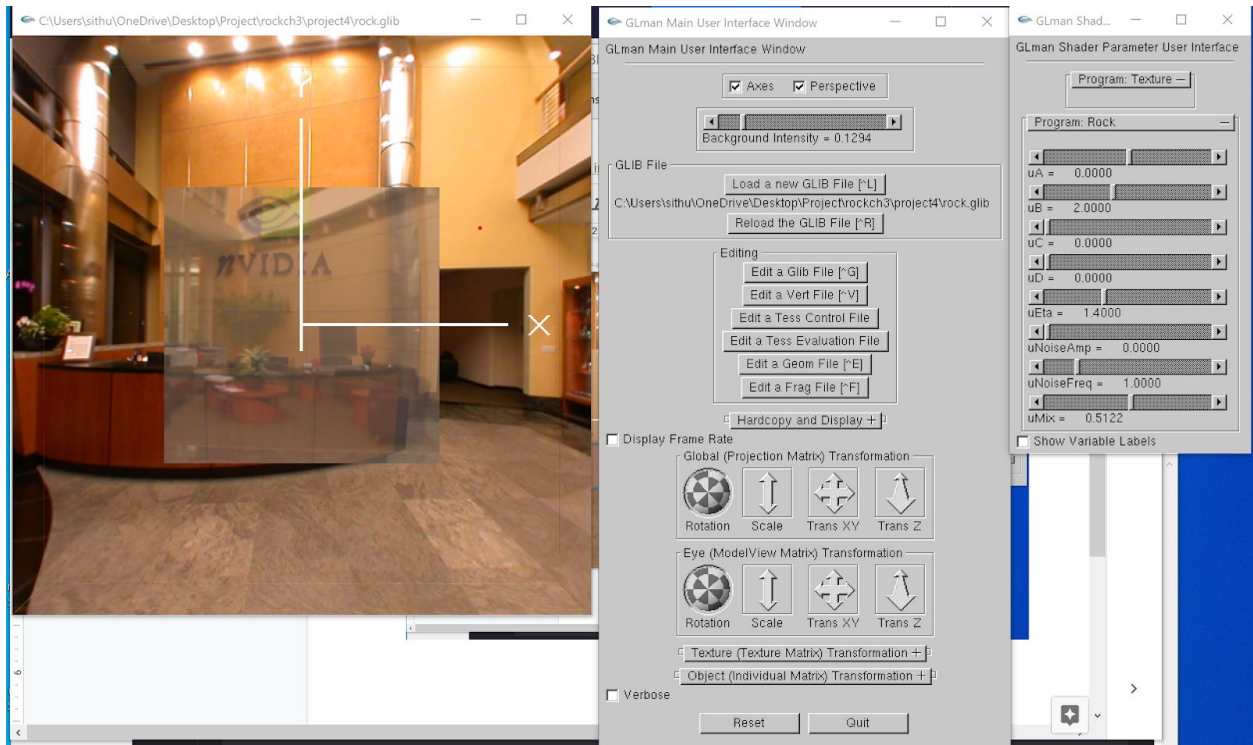 C:\Users\sithu\OneDrive\Desktop\Project\rockch3\project4\rock.glib
Y
nVIDIA
X
GLman Main User Interface Window
GLman Main User Interface Window
Axes
Perspective
Background Intensity = 0.1294
GLIB File
Load a new GLIB File [^L]
C:\Users\sithu\OneDrive\Desktop\Project\rockch3\project4\rock.glib
Reload the GLIB File [^R]
Editing
Edit a Glib File [^G]
Edit a Vert File [^V]
Edit a Tess Control File
Edit a Tess Evaluation File
Edit a Geom File [^E]
Edit a Frag File [^F]
Hardcopy and Display +
Display Frame Rate
Global (Projection Matrix) Transformation
Rotation Scale Trans XY Trans Z
Eye (ModelView Matrix) Transformation
Rotation Scale Trans XY Trans Z
Texture (Texture Matrix) Transformation +
Object (Individual Matrix) Transformation +
Verbose
Reset Quit
GLman Shad...
GLman Shader Parameter User Interface
Program: Texture –
Program: Rock –
uA = 0.0000
uB = 2.0000
uC = 0.0000
uD = 0.0000
uEta = 1.4000
uNoiseAmp = 0.0000
uNoiseFreq = 1.0000
uMix = 0.5122
Show Variable Labels